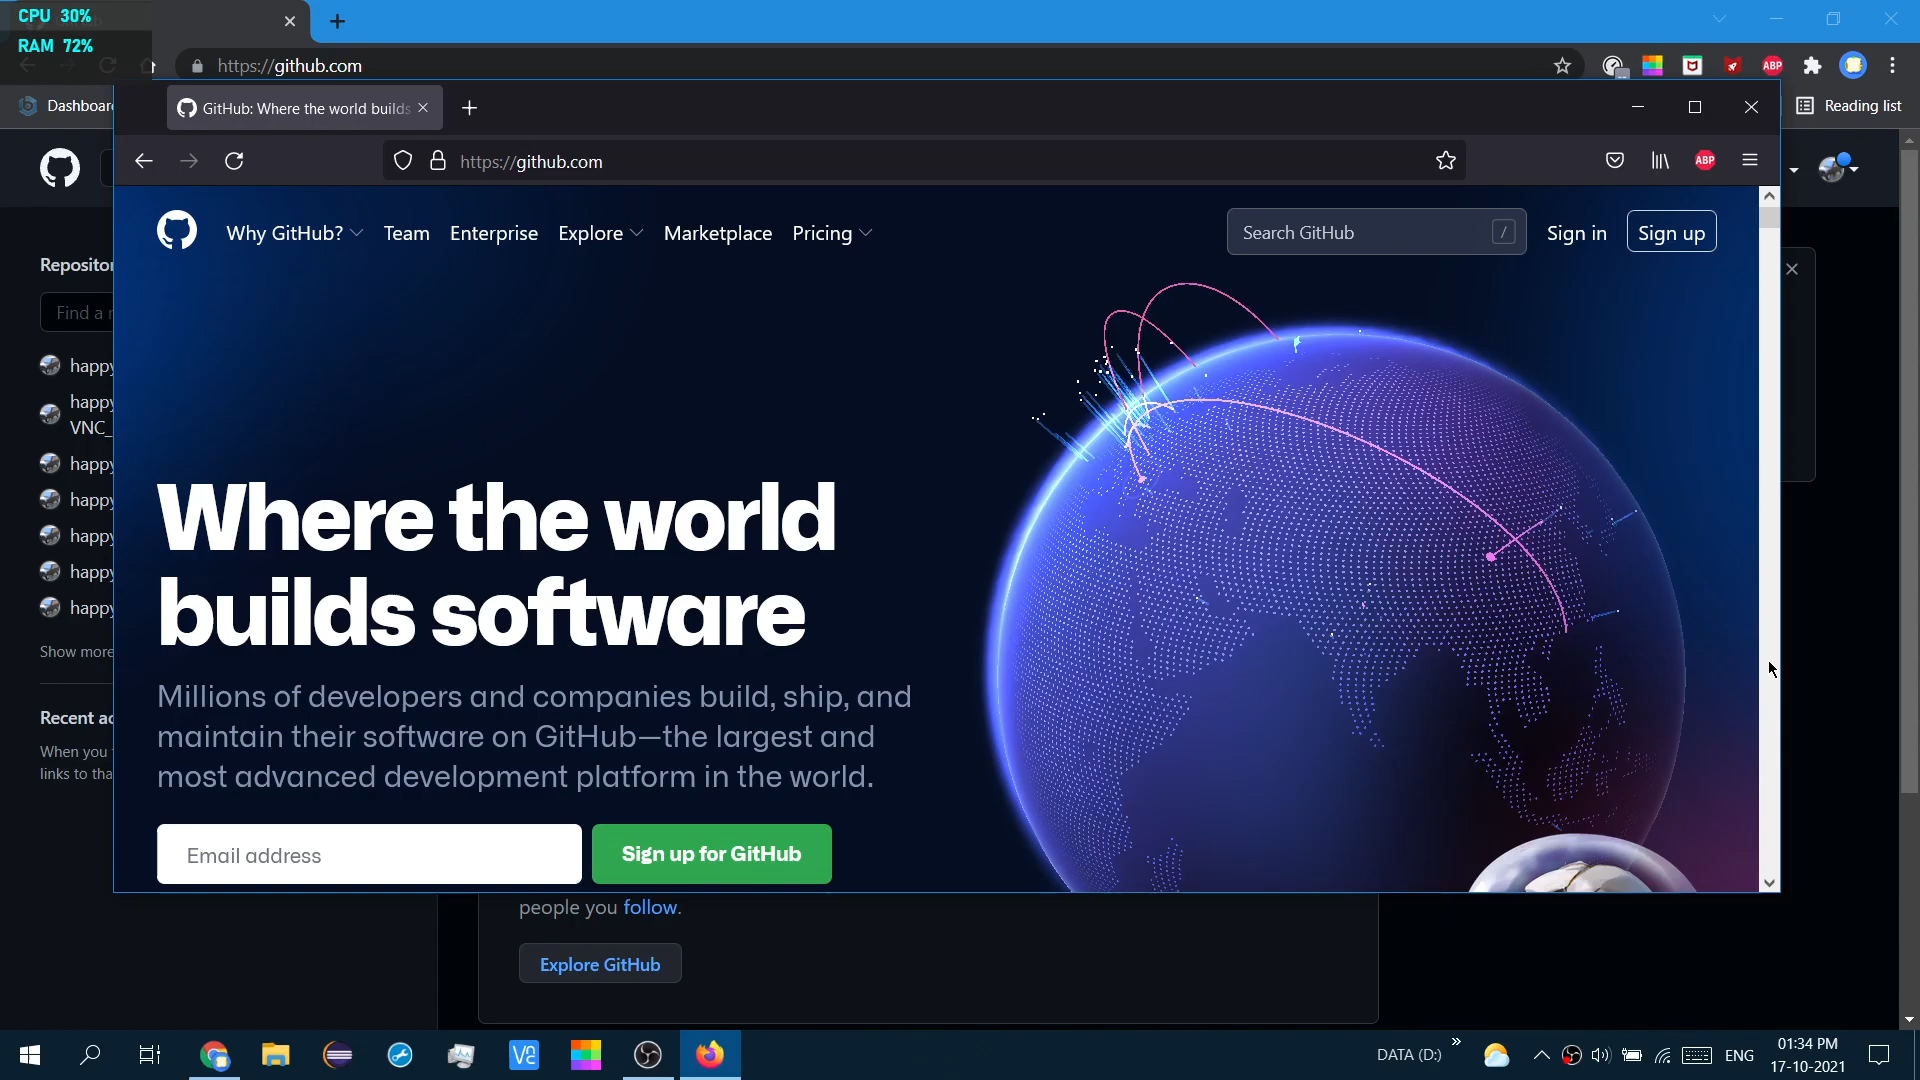 CPU 30%
RAM 72%
https://github.com
ABP
Dashboar
Reading list
GitHub: Where the world builds
https://github.com
ABP
Why GitHub?
Team
Enterprise
Explore
Marketplace
Pricing
Search GitHub
/
Sign in
Sign up
Repositor
Find a r
happy
happy
VNC_
happy
happy
happy
happy
happy
Show more
Recent ac
When you
links to tha
Where the world
builds software
Millions of developers and companies build, ship, and
maintain their software on GitHub—the largest and
most advanced development platform in the world.
Email address
Sign up for GitHub
people you follow.
Explore GitHub
DATA (D:)
»
ENG
01:34 PM
17-10-2021